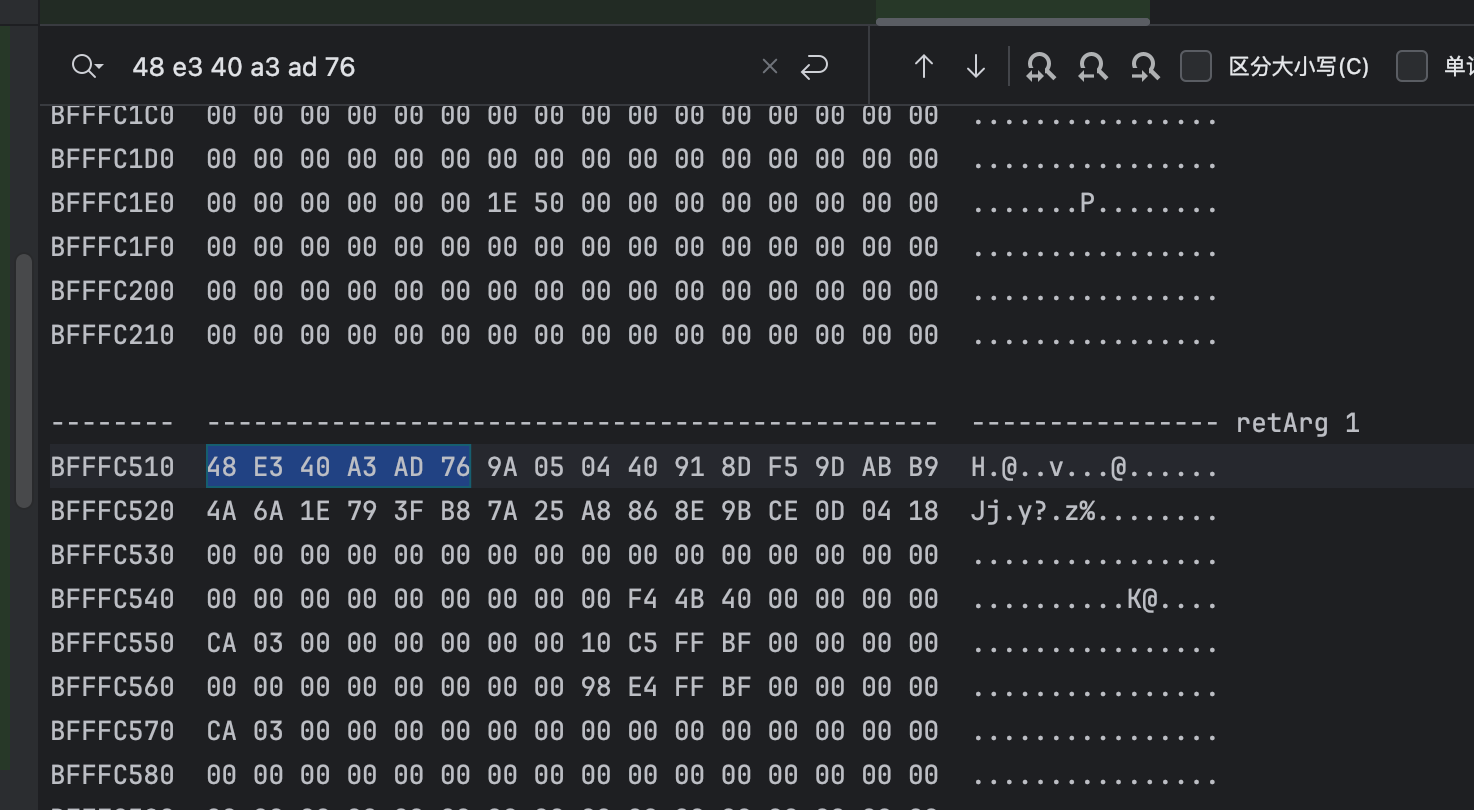 48 e3 40 a3 ad 76 区分大小写(C)
BFFFC1C0 00 00 00 00 00 00 00 00 00 00 00 00 00 00 00 00 ................
BFFFC1D0 00 00 00 00 00 00 00 00 00 00 00 00 00 00 00 00 ................
BFFFC1E0 00 00 00 00 00 00 1E 50 00 00 00 00 00 00 00 00 .......P........
BFFFC1F0 00 00 00 00 00 00 00 00 00 00 00 00 00 00 00 00 ................
BFFFC200 00 00 00 00 00 00 00 00 00 00 00 00 00 00 00 00 ................
BFFFC210 00 00 00 00 00 00 00 00 00 00 00 00 00 00 00 00 ................
-------- ----------------------------------------------- ---------------- retArg 1
BFFFC510 48 E3 40 A3 AD 76 9A 05 04 40 91 8D F5 9D AB B9 H.@..v...@......
BFFFC520 4A 6A 1E 79 3F B8 7A 25 A8 86 8E 9B CE 0D 04 18 Jj.y?.z%........
BFFFC530 00 00 00 00 00 00 00 00 00 00 00 00 00 00 00 00 ................
BFFFC540 00 00 00 00 00 00 00 00 00 F4 4B 40 00 00 00 00 ..........K@....
BFFFC550 CA 03 00 00 00 00 00 00 10 C5 FF BF 00 00 00 00 ................
BFFFC560 00 00 00 00 00 00 00 00 98 E4 FF BF 00 00 00 00 ................
BFFFC570 CA 03 00 00 00 00 00 00 00 00 00 00 00 00 00 00 ................
BFFFC580 00 00 00 00 00 00 00 00 00 00 00 00 00 00 00 00 ................